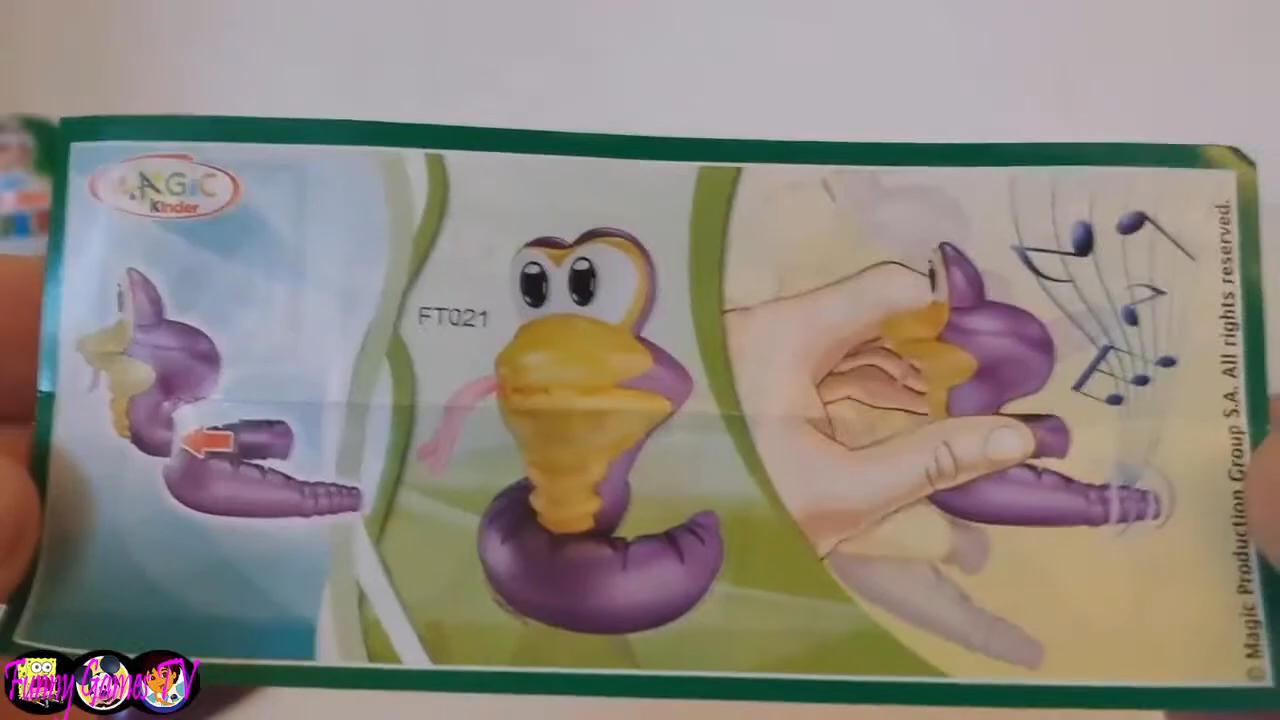 MAGiC
Kinder
FT021
© Magic Production Group S.A. All rights reserved.
Funny Games TV